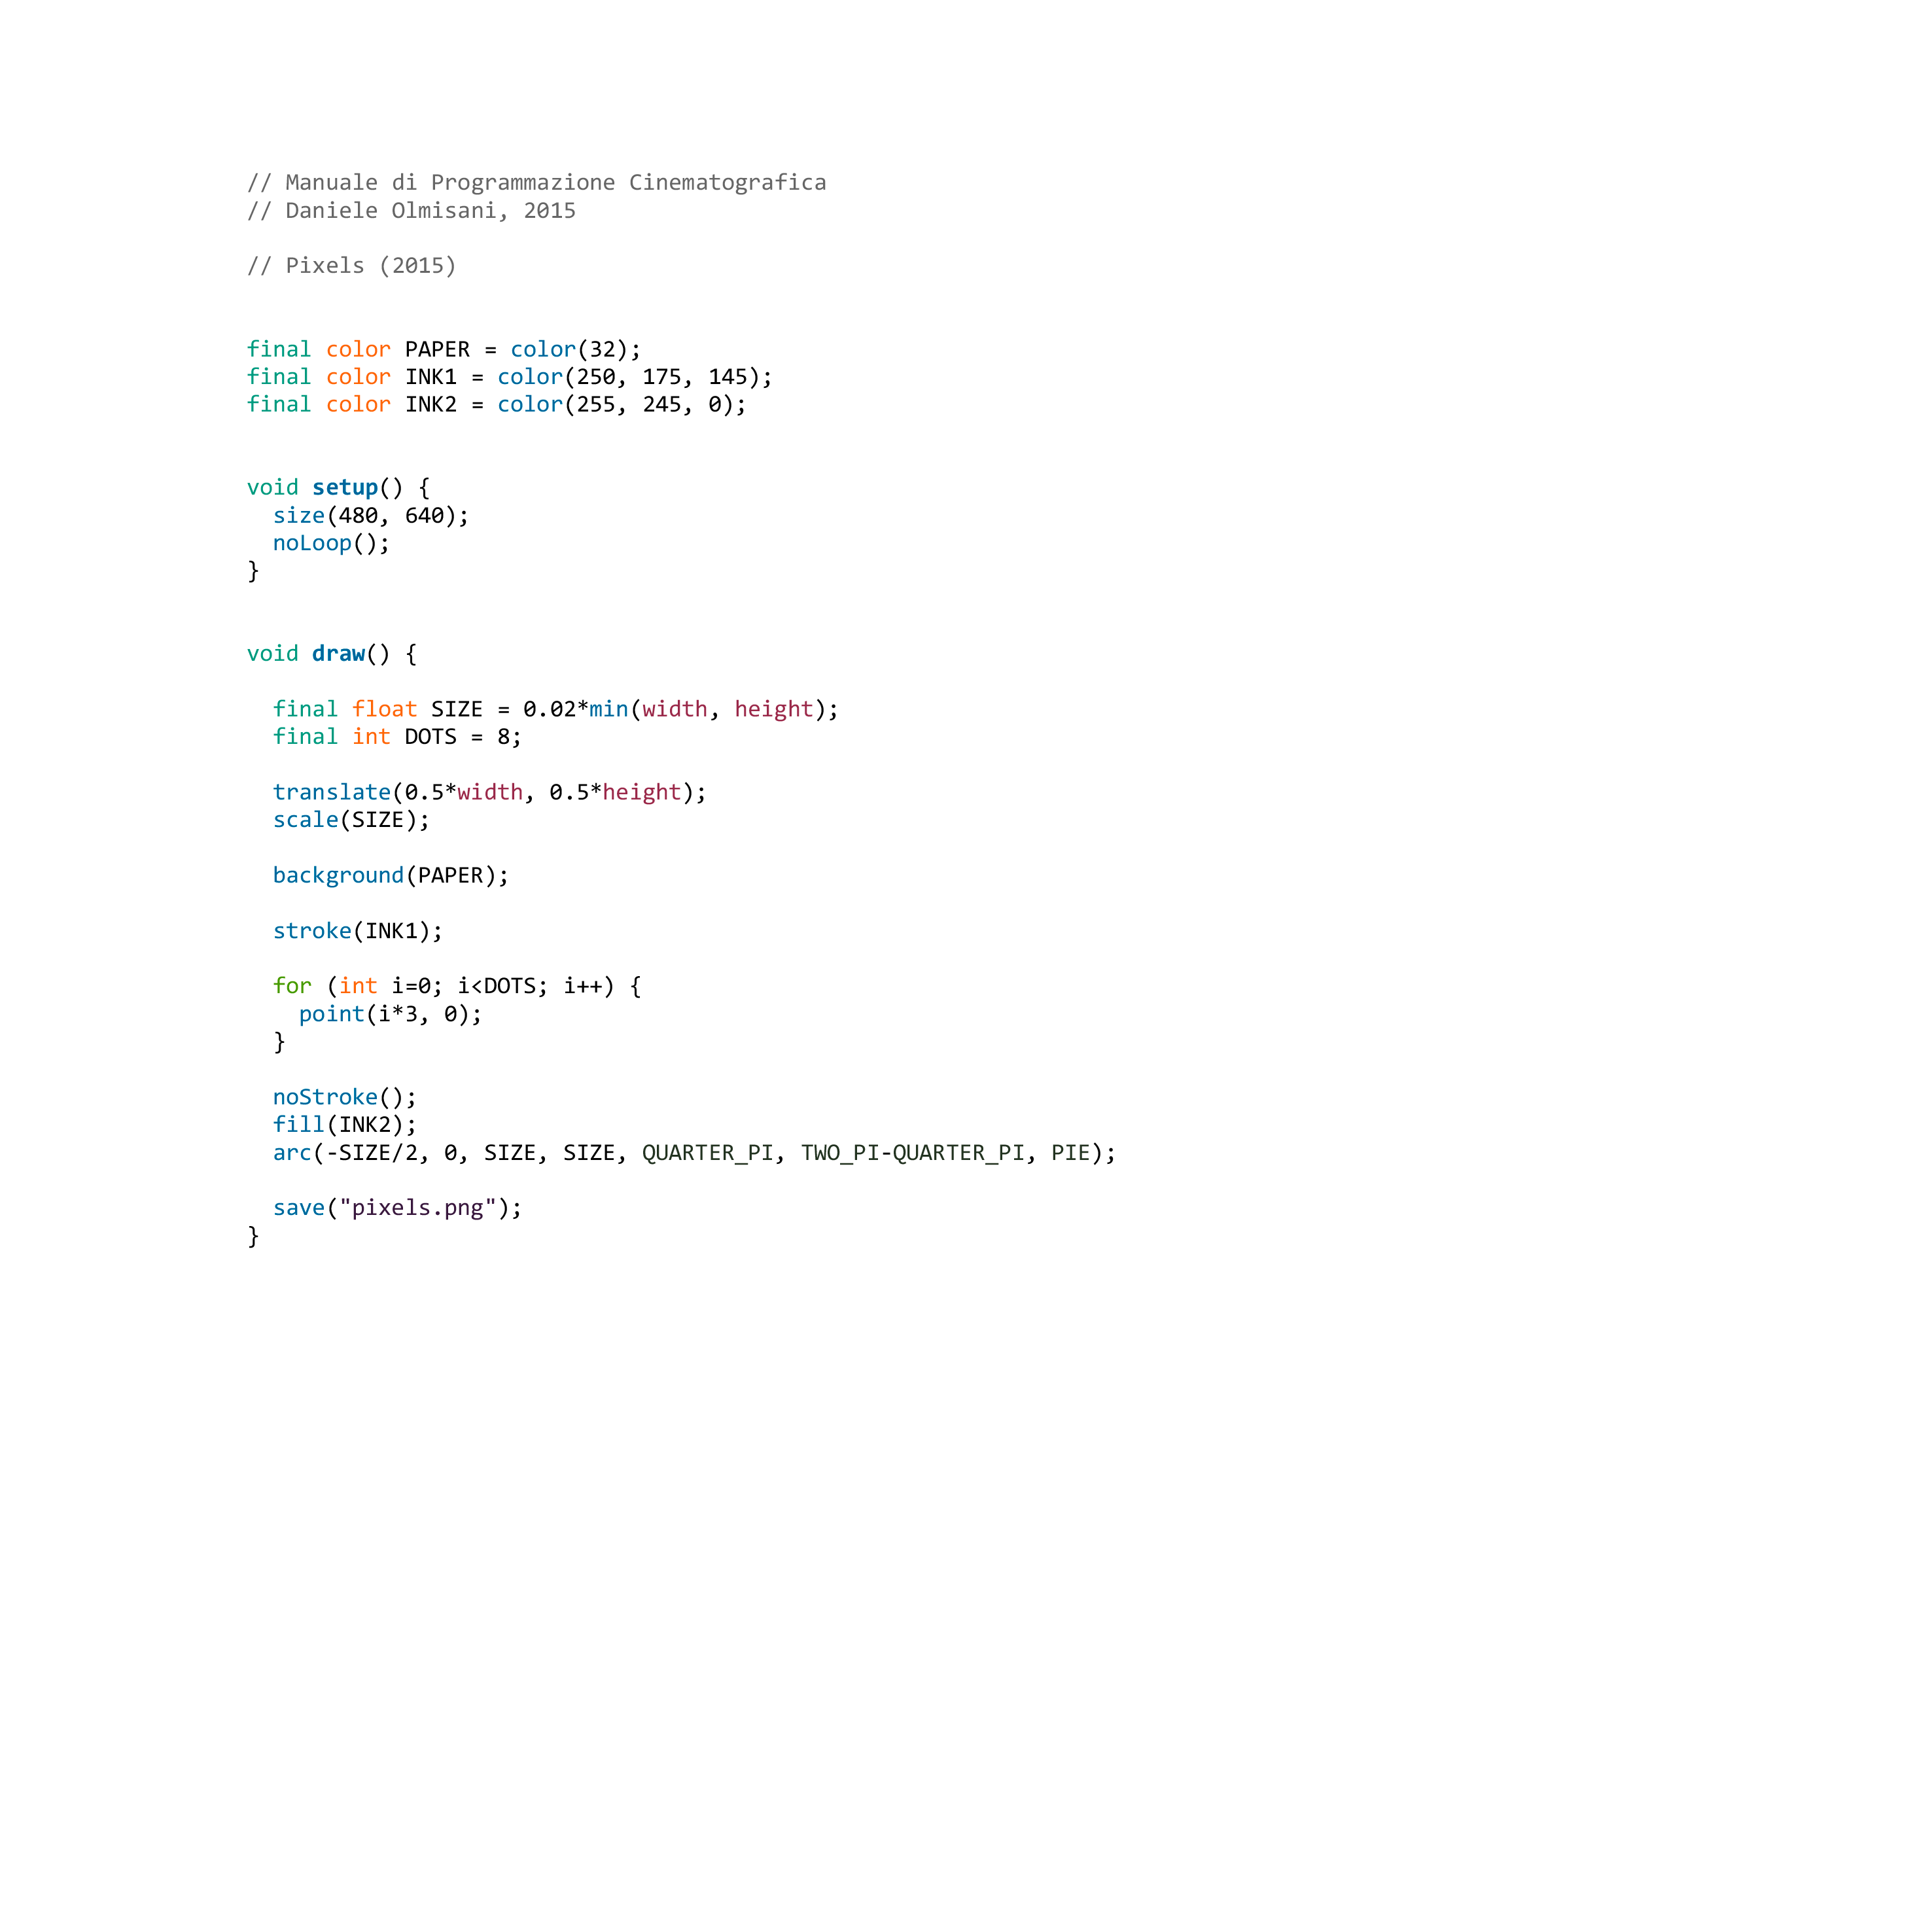 // Manuale di Programmazione Cinematografica
// Daniele Olmisani, 2015
// Pixels (2015)
final color PAPER = color(32);
final color INK1 = color(250, 175, 145);
final color INK2 = color(255, 245, 0);
void setup() {
  size(480, 640);
  noLoop();
}
void draw() {
  final float SIZE = 0.02*min(width, height);
  final int DOTS = 8;
  translate(0.5*width, 0.5*height);
  scale(SIZE);
  background(PAPER);
  stroke(INK1);
  for (int i=0; i<DOTS; i++) {
    point(i*3, 0);
  }
  noStroke();
  fill(INK2);
  arc(-SIZE/2, 0, SIZE, SIZE, QUARTER_PI, TWO_PI-QUARTER_PI, PIE);
  save("pixels.png");
}